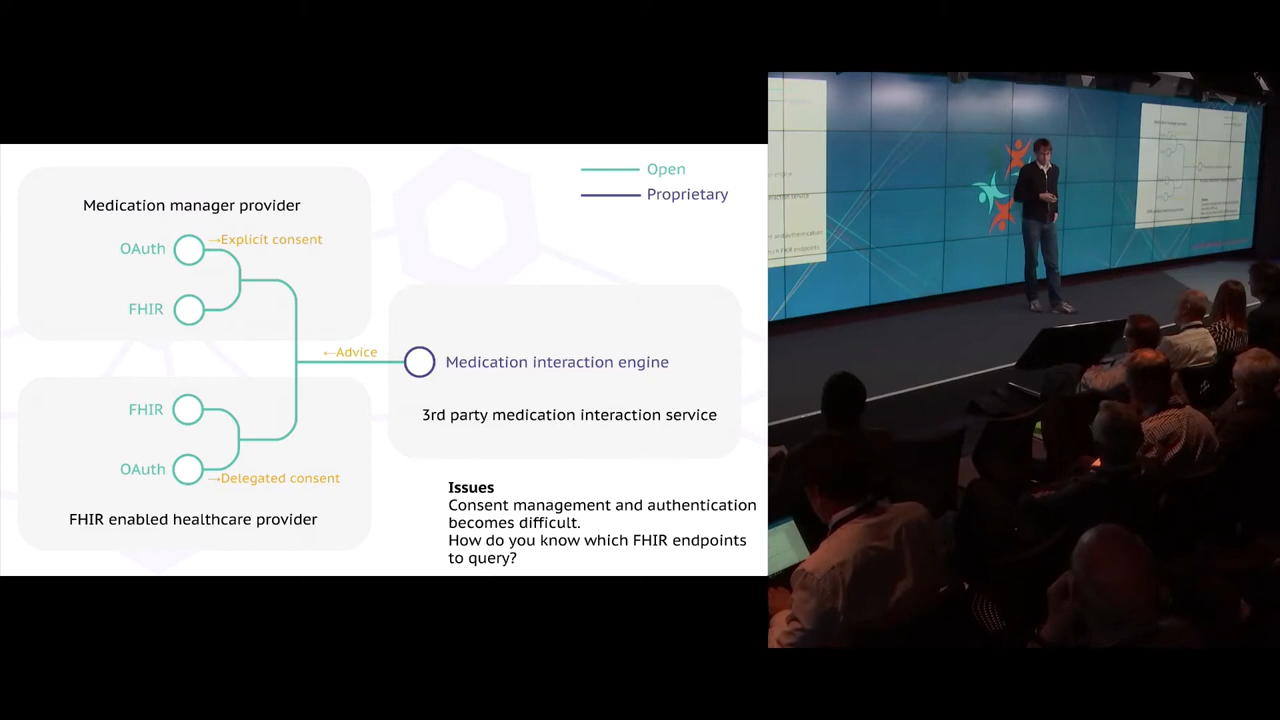 Open
Proprietary
Medication manager provider
OAuth
→Explicit consent
FHIR
←Advice
Medication interaction engine
3rd party medication interaction service
FHIR
OAuth
→Delegated consent
FHIR enabled healthcare provider
Issues
Consent management and authentication
becomes difficult.
How do you know which FHIR endpoints
to query?